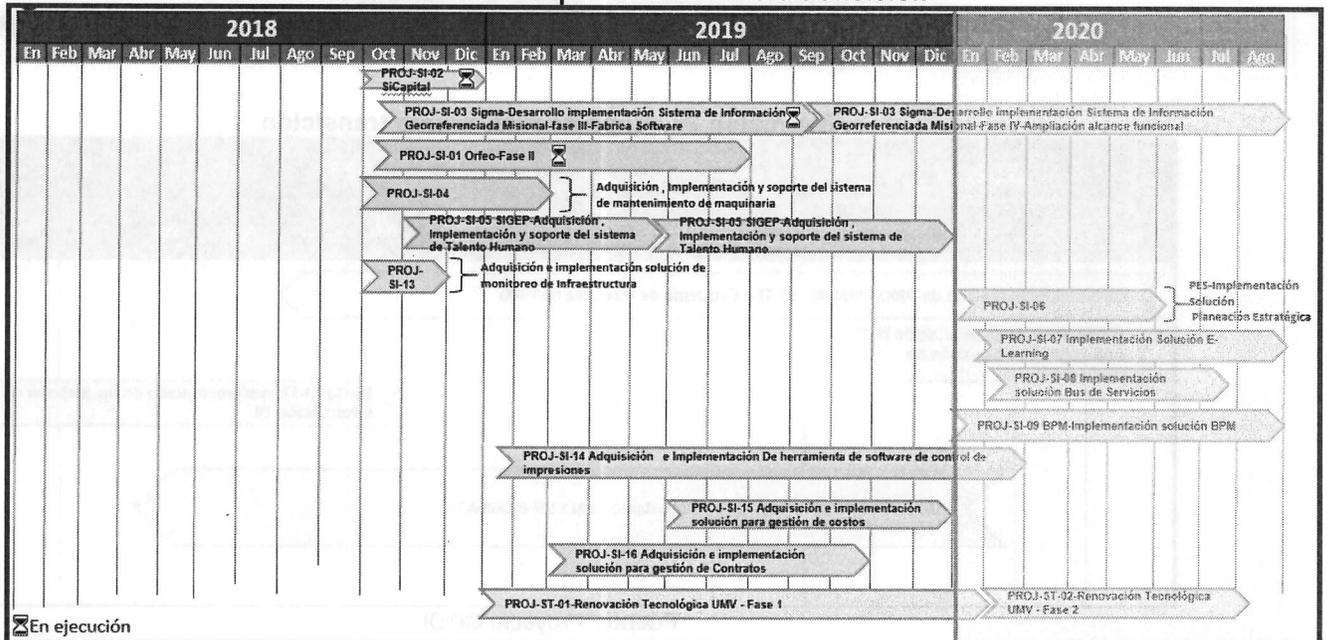 2018 2019 2020
En Feb Mar Abr May Jun Jul Ago Sep Oct Nov Dic En Feb Mar Abr May Jun Jul Ago Sep Oct Nov Dic En Feb Mar Abr May Jun Jul Ago
PROJ-SI-02
SiCapital
PROJ-SI-03 Sigma-Desarrollo implementación Sistema de Información
Georreferenciada Misional-fase III-Fabrica Software
PROJ-SI-03 Sigma-Desarrollo implementación Sistema de Información
Georreferenciada Misional-Fase IV-Ampliación alcance funcional
PROJ-SI-01 Orfeo-Fase II
PROJ-SI-04
Adquisición , Implementación y soporte del sistema
de mantenimiento de maquinaria
PROJ-SI-05 SIGEP-Adquisición ,
Implementación y soporte del sistema
de Talento Humano
PROJ-SI-05 SIGEP-Adquisición ,
Implementación y soporte del sistema de
Talento Humano
PROJ-
SI-13
Adquisición e implementación solución de
monitoreo de Infraestructura
PROJ-SI-06
PES-Implementación
Solución
Planeación Estratégica
PROJ-SI-07 Implementación Solución E-
Learning
PROJ-SI-08 Implementación
solución Bus de Servicios
PROJ-SI-09 BPM-Implementación solución BPM
PROJ-SI-14 Adquisición e Implementación De herramienta de software de control de
impresiones
PROJ-SI-15 Adquisición e implementación
solución para gestión de costos
PROJ-SI-16 Adquisición e implementación
solución para gestión de Contratos
PROJ-ST-01-Renovación Tecnológica UMV - Fase 1
PROJ-ST-02-Renovación Tecnológica
UMV - Fase 2
En ejecución